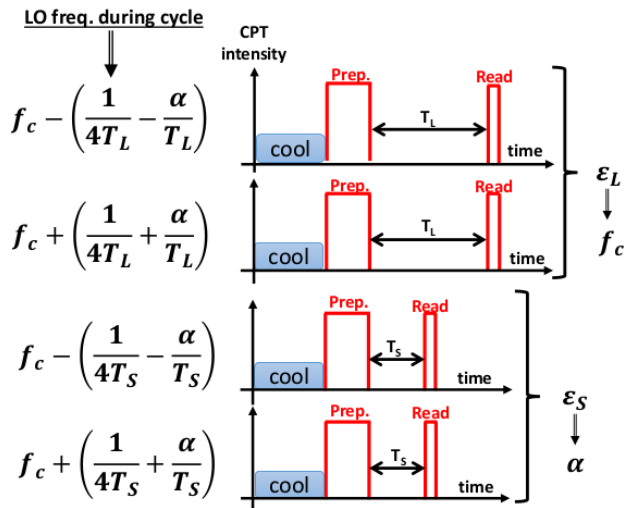 LO freq. during cycle
CPT
intensity
f_c − (1/4T_L − α/T_L)
Prep.
Read
T_L
cool
time
f_c + (1/4T_L + α/T_L)
Prep.
Read
T_L
cool
time
ε_L
f_c
f_c − (1/4T_S − α/T_S)
Prep.
Read
T_S
cool
time
f_c + (1/4T_S + α/T_S)
Prep.
Read
T_S
cool
time
ε_S
α